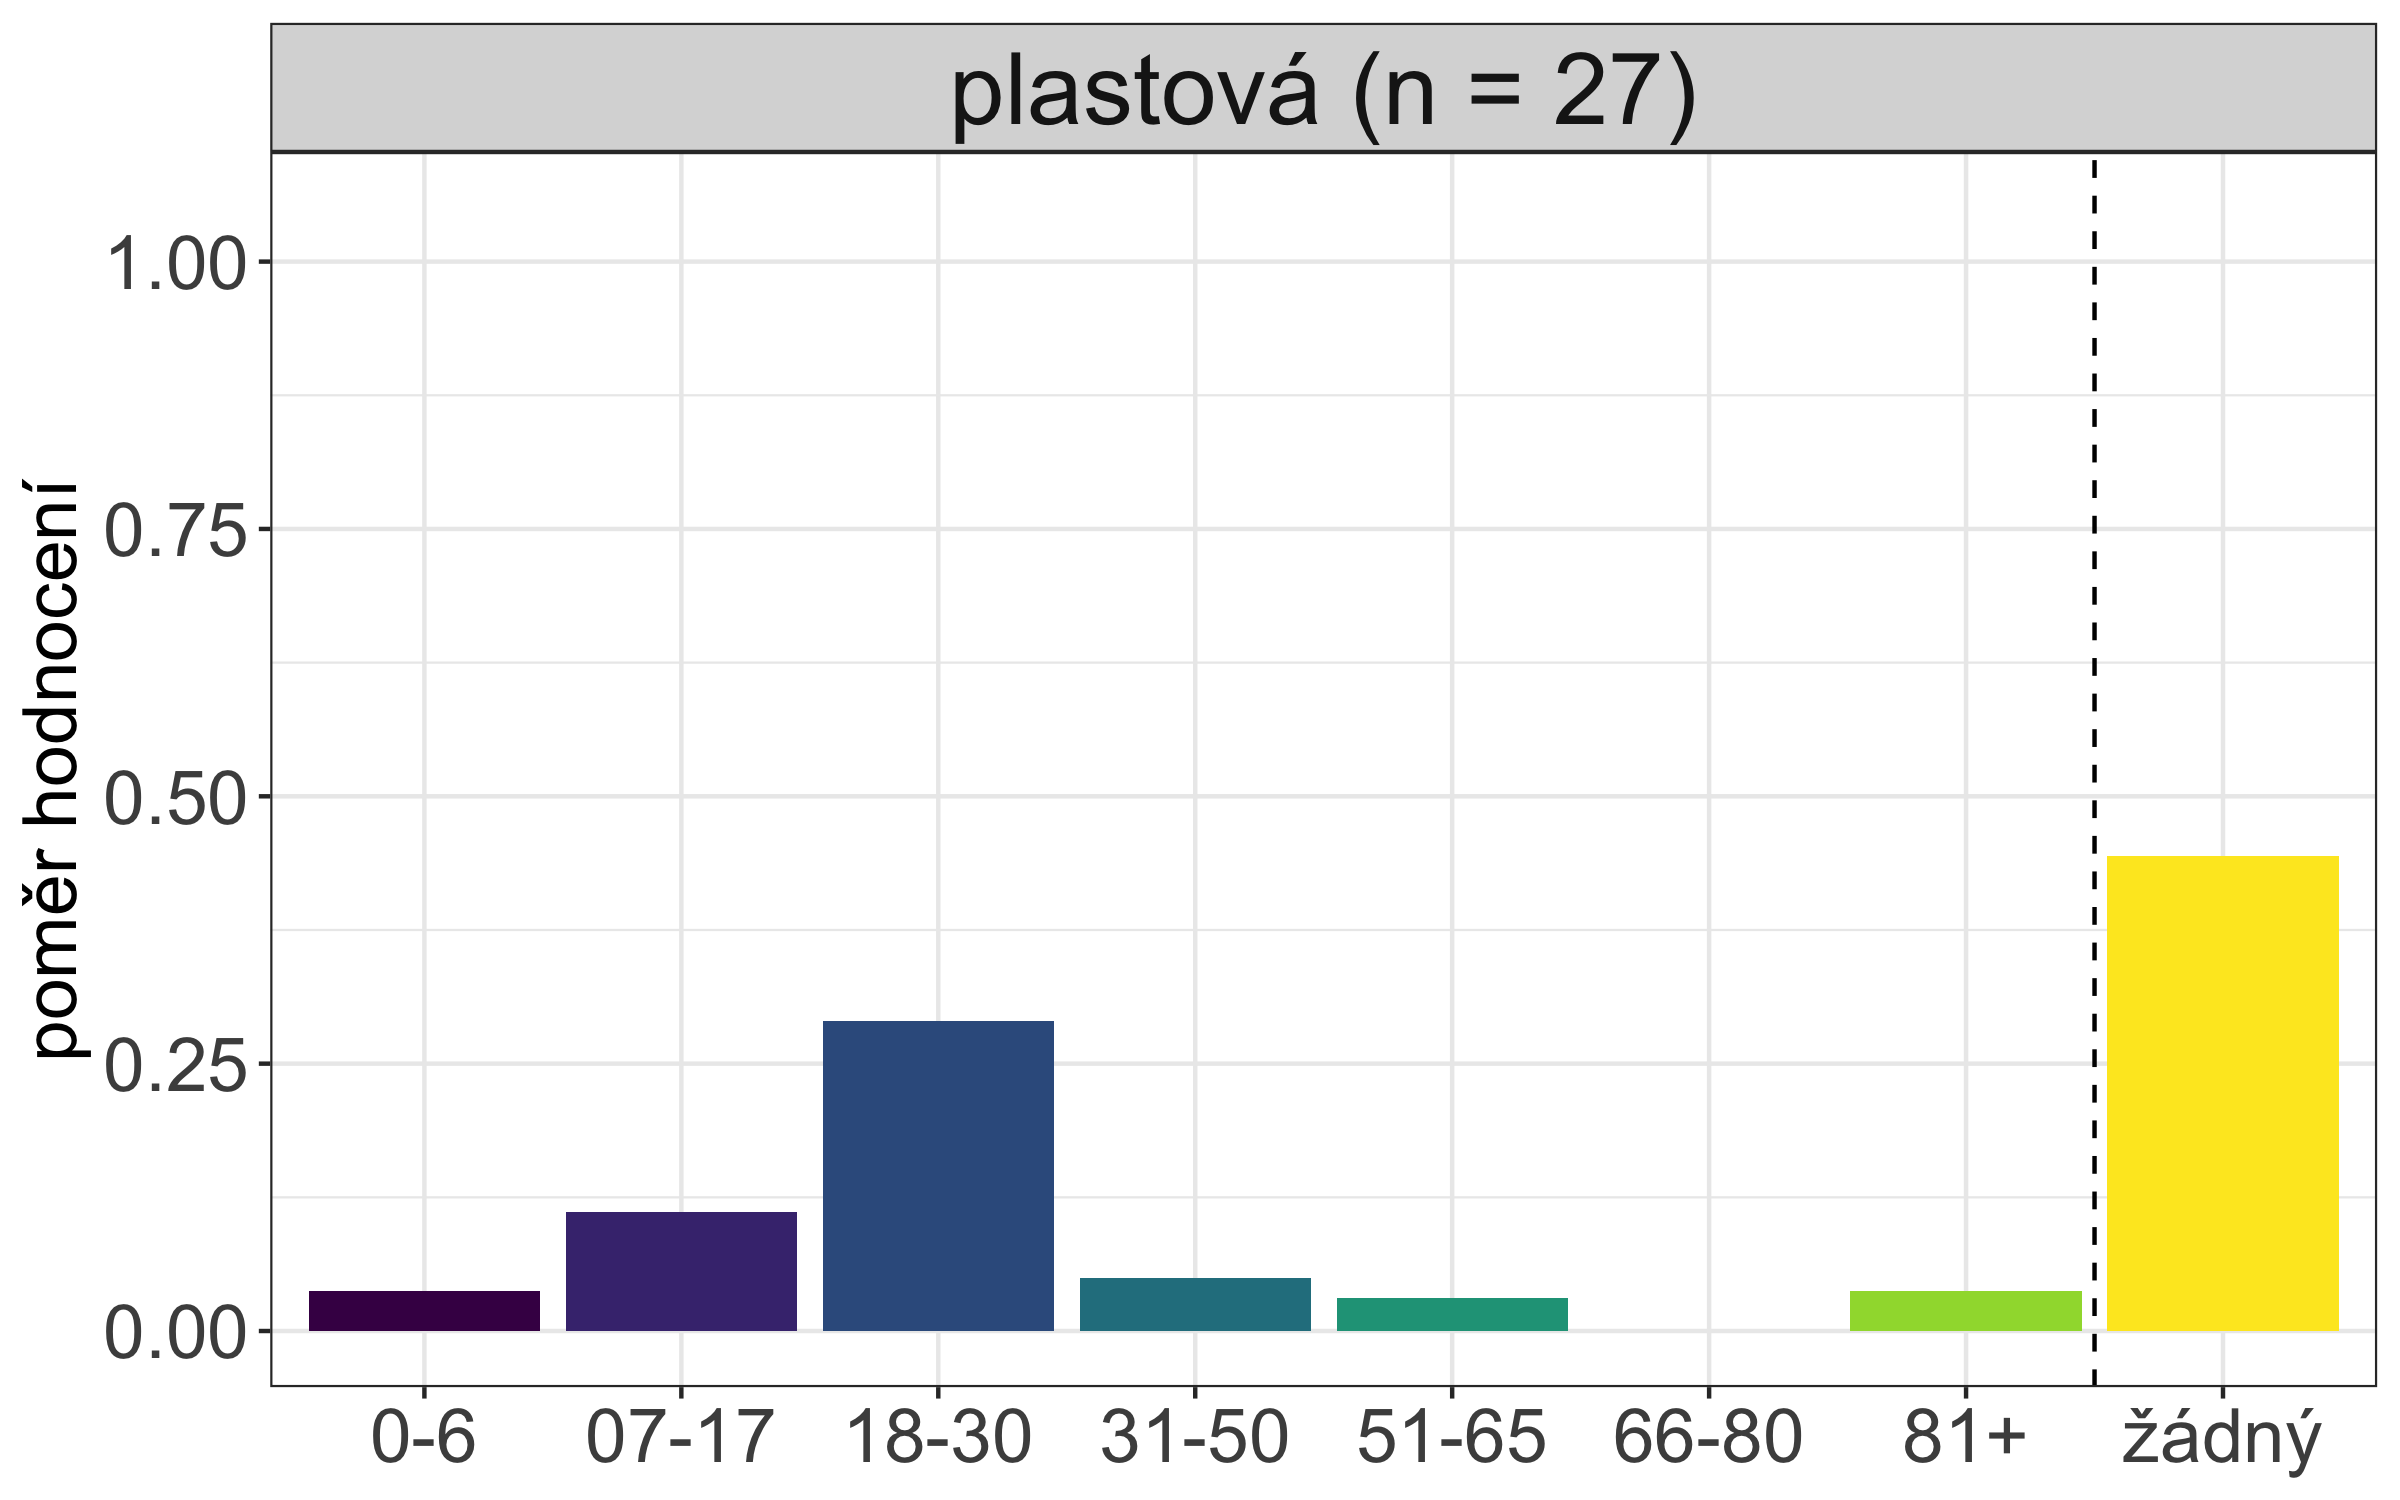 plastová (n = 27)
poměr hodnocení
1.00
0.75
0.50
0.25
0.00
0-6 07-17 18-30 31-50 51-65 66-80 81+ žádný